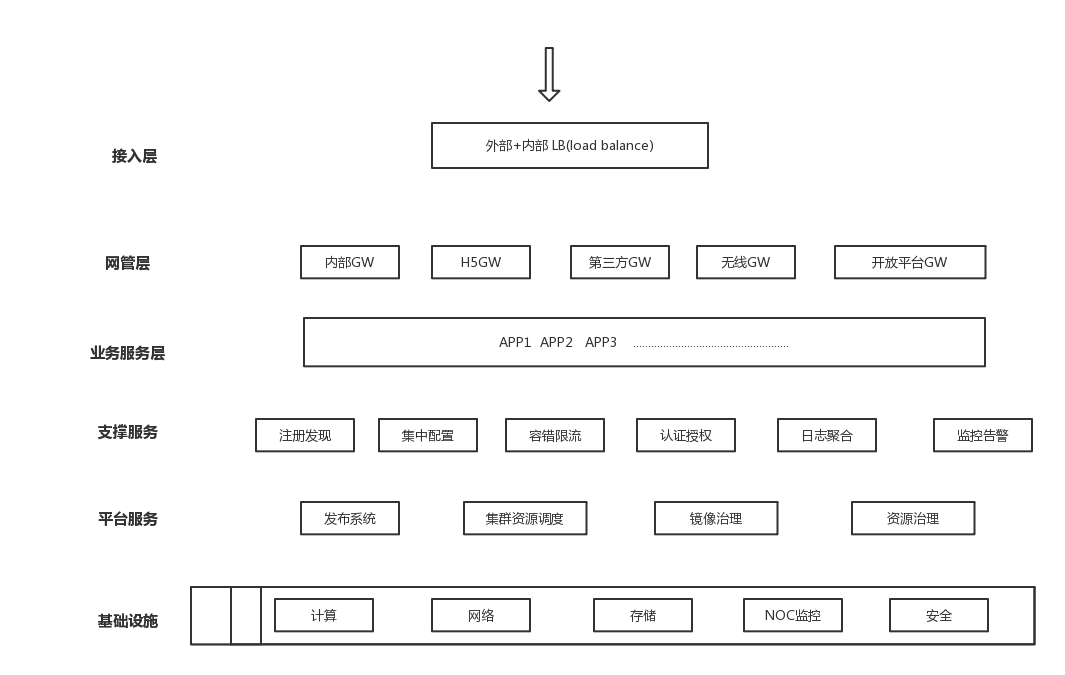 接入层
外部+内部 LB(load balance)
网管层
内部GW
H5GW
第三方GW
无线GW
开放平台GW
业务服务层
APP1 APP2 APP3 ....................................................
支撑服务
注册发现
集中配置
容错限流
认证授权
日志聚合
监控告警
平台服务
发布系统
集群资源调度
镜像治理
资源治理
基础设施
计算
网络
存储
NOC监控
安全